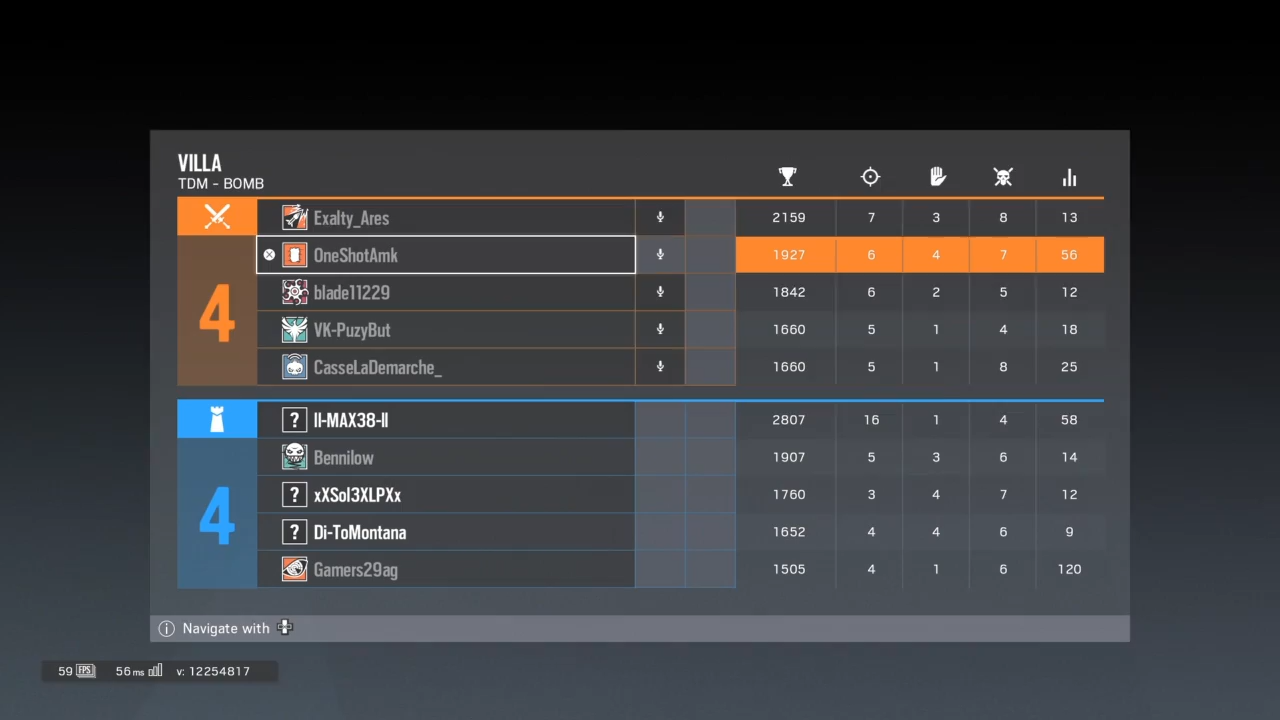 VILLA
TDM - BOMB
Exalty_Ares 2159 7 3 8 13
OneShotAmk 1927 6 4 7 56
4
blade11229 1842 6 2 5 12
VK-PuzyBut 1660 5 1 4 18
CasseLaDemarche_ 1660 5 1 8 25
? II-MAX38-II 2807 16 1 4 58
Bennilow 1907 5 3 6 14
4
? xXSol3XLPXx 1760 3 4 7 12
? Di-ToMontana 1652 4 4 6 9
Gamers29ag 1505 4 1 6 120
Navigate with
59 FPS 56 ms v: 12254817